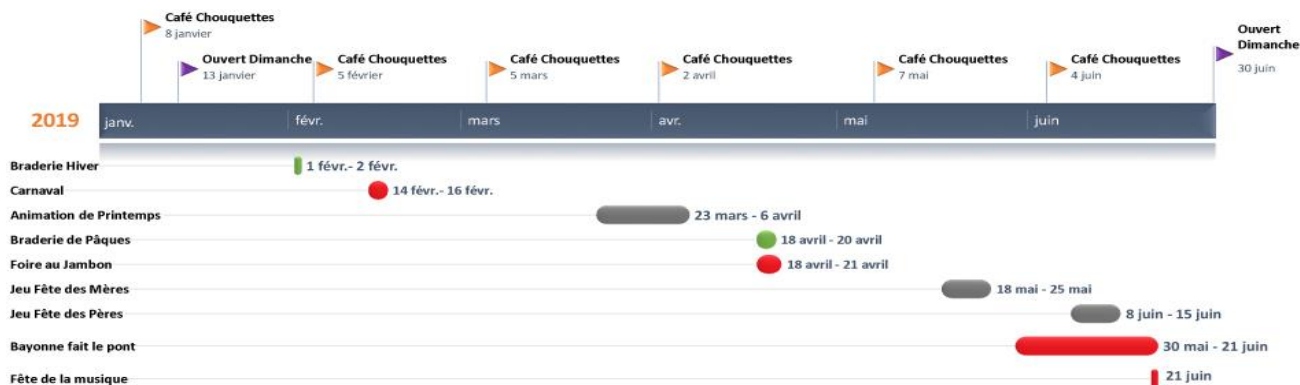 Café Chouquettes
8 janvier
Ouvert Dimanche
13 janvier
Café Chouquettes
5 février
Café Chouquettes
5 mars
Café Chouquettes
2 avril
Café Chouquettes
7 mai
Café Chouquettes
4 juin
Ouvert
Dimanche
30 juin
2019 janv. févr. mars avr. mai juin
Braderie Hiver 1 févr.- 2 févr.
Carnaval 14 févr.- 16 févr.
Animation de Printemps 23 mars - 6 avril
Braderie de Pâques 18 avril - 20 avril
Foire au Jambon 18 avril - 21 avril
Jeu Fête des Mères 18 mai - 25 mai
Jeu Fête des Pères 8 juin - 15 juin
Bayonne fait le pont 30 mai - 21 juin
Fête de la musique 21 juin